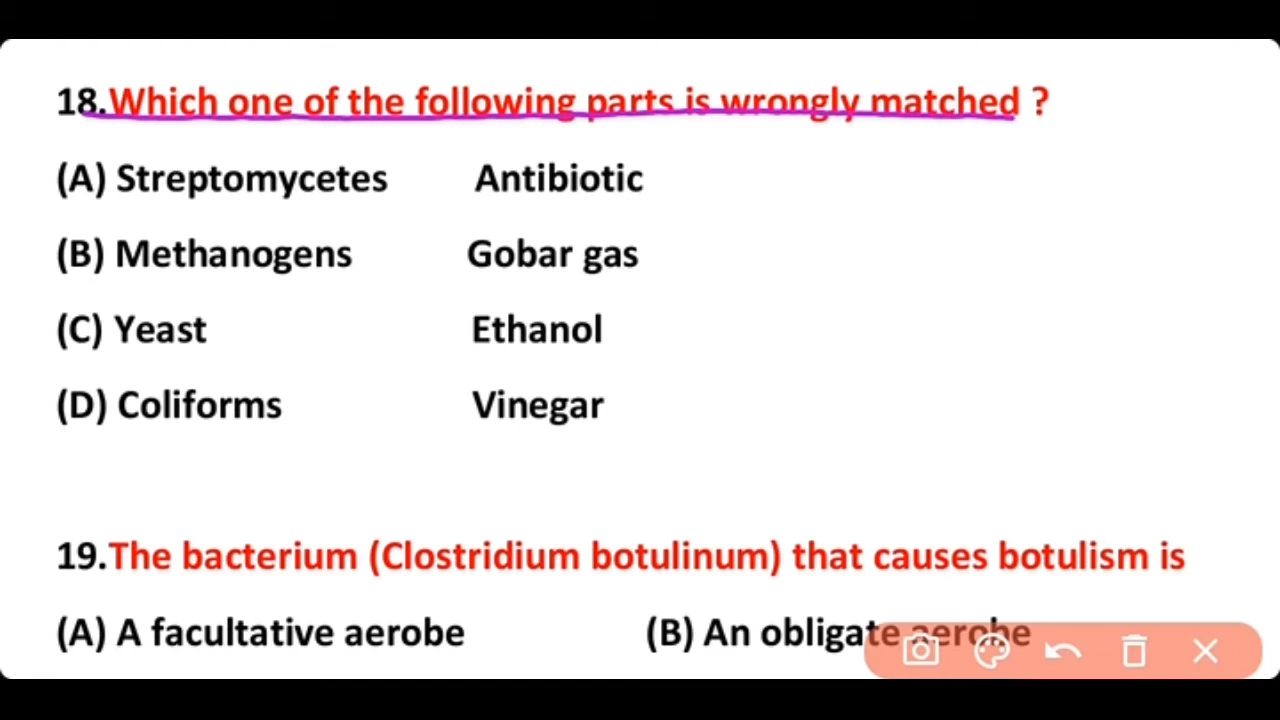 18.Which one of the following parts is wrongly matched ?
(A) Streptomycetes Antibiotic
(B) Methanogens Gobar gas
(C) Yeast Ethanol
(D) Coliforms Vinegar
19.The bacterium (Clostridium botulinum) that causes botulism is
(A) A facultative aerobe (B) An obligate aerobe